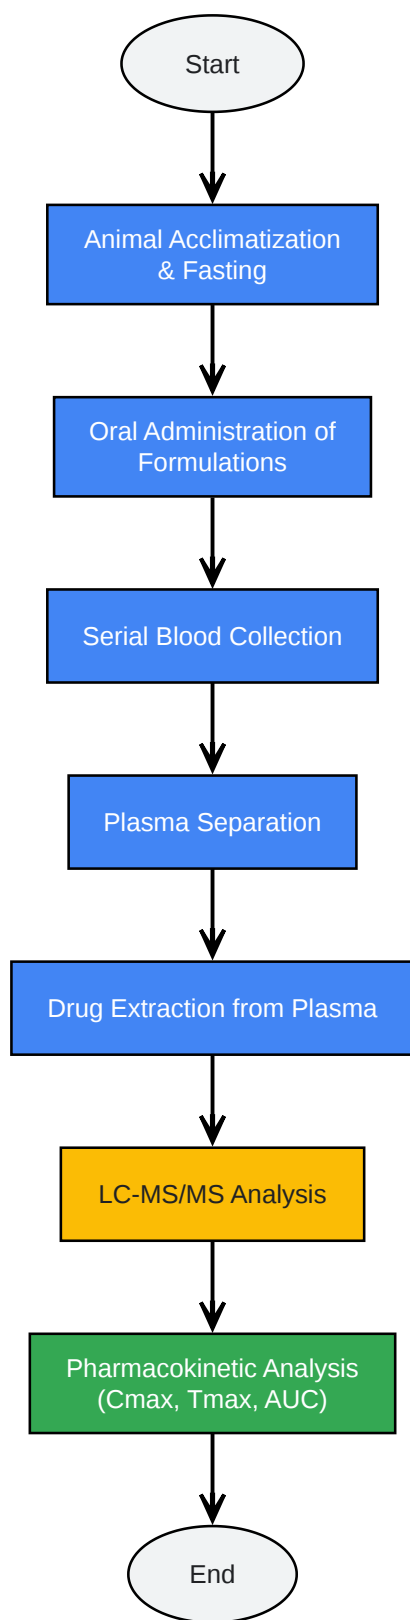 Start
Animal Acclimatization
& Fasting
Oral Administration of
Formulations
Serial Blood Collection
Plasma Separation
Drug Extraction from Plasma
LC-MS/MS Analysis
Pharmacokinetic Analysis
(Cmax, Tmax, AUC)
End